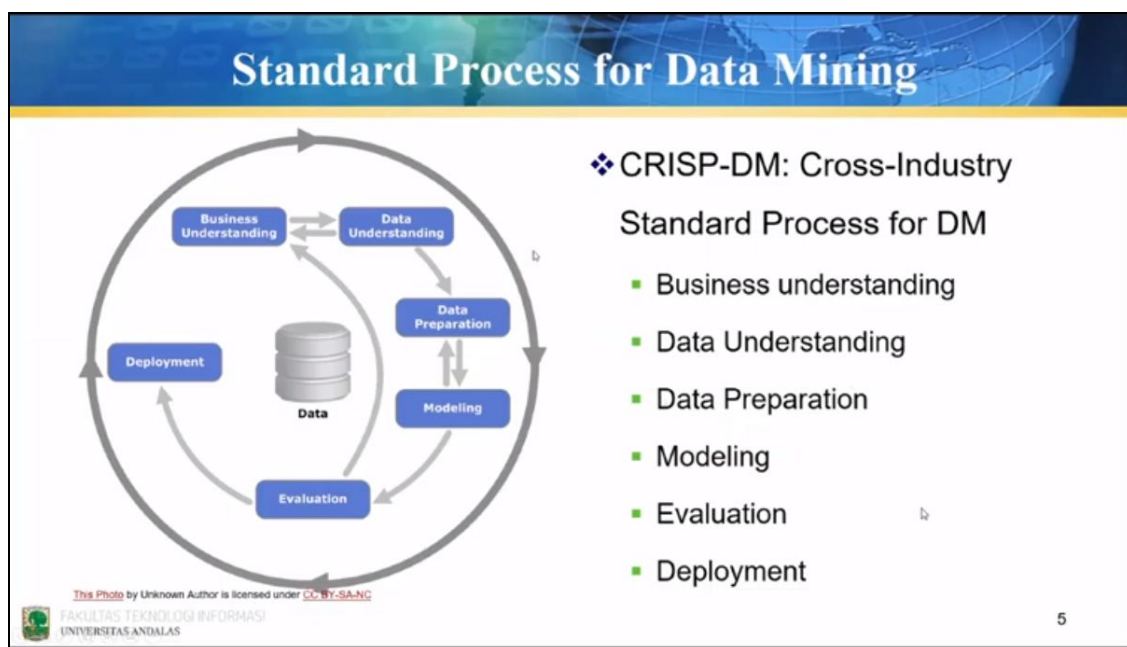 Standard Process for Data Mining
Business
Understanding
Data
Understanding
Data
Preparation
Modeling
Evaluation
Deployment
Data
CRISP-DM: Cross-Industry
Standard Process for DM
Business understanding
Data Understanding
Data Preparation
Modeling
Evaluation
Deployment
This Photo by Unknown Author is licensed under CC BY-SA-NC
FAKULTAS TEKNOLOGI INFORMASI
UNIVERSITAS ANDALAS
5